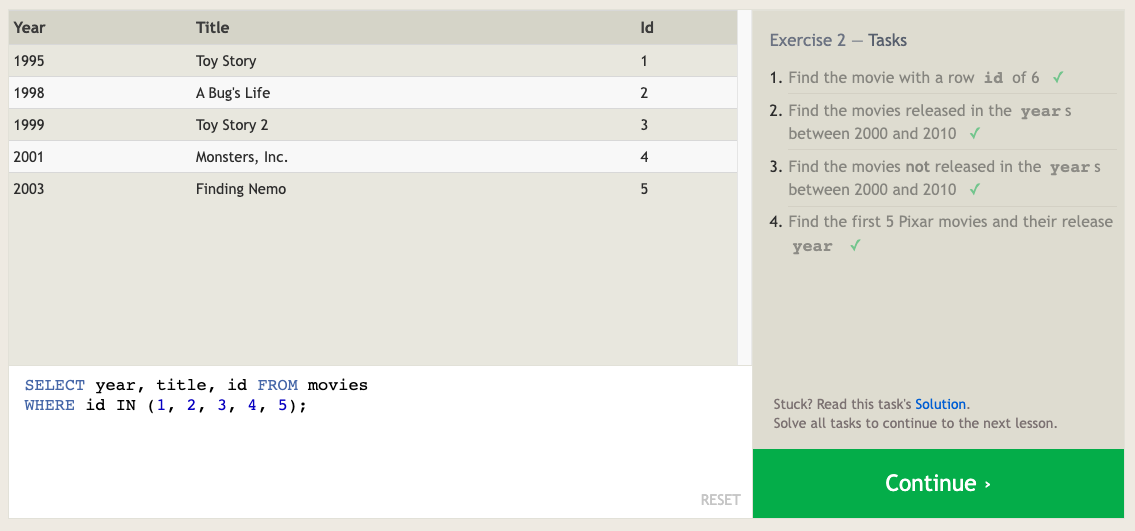 Year Title Id
1995 Toy Story 1
1998 A Bug's Life 2
1999 Toy Story 2 3
2001 Monsters, Inc. 4
2003 Finding Nemo 5
SELECT year, title, id FROM movies
WHERE id IN (1, 2, 3, 4, 5);
RESET
Exercise 2 — Tasks
1. Find the movie with a row id of 6 ✓
2. Find the movies released in the years
between 2000 and 2010 ✓
3. Find the movies not released in the years
between 2000 and 2010 ✓
4. Find the first 5 Pixar movies and their release
year ✓
Stuck? Read this task's Solution.
Solve all tasks to continue to the next lesson.
Continue ›